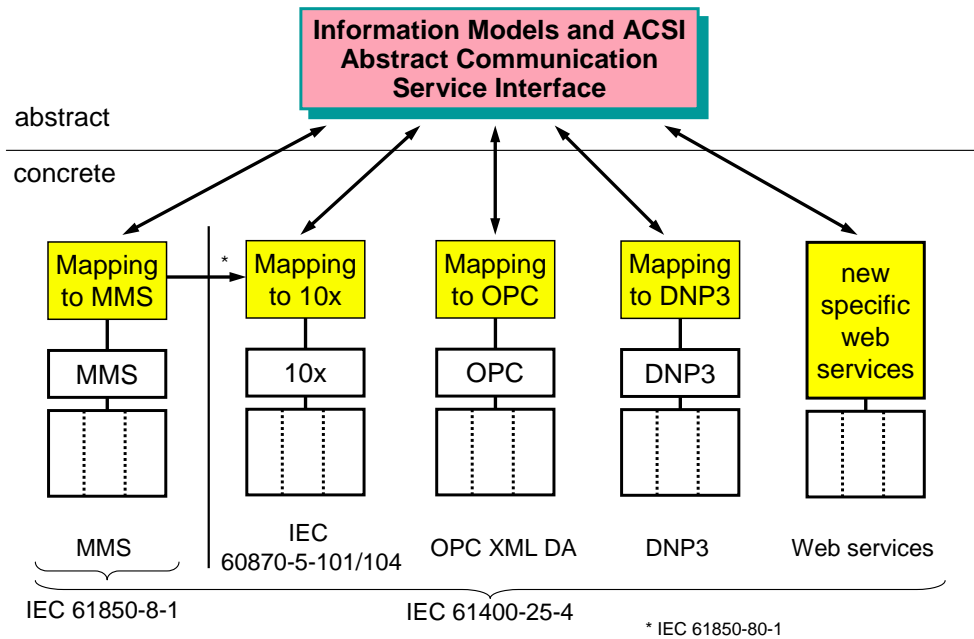 Information Models and ACSI
Abstract Communication
Service Interface
abstract
concrete
Mapping
to MMS
*
Mapping
to 10x
Mapping
to OPC
Mapping
to DNP3
new
specific
web
services
MMS
10x
OPC
DNP3
MMS
IEC
60870-5-101/104
OPC XML DA
DNP3
Web services
IEC 61850-8-1
IEC 61400-25-4
* IEC 61850-80-1